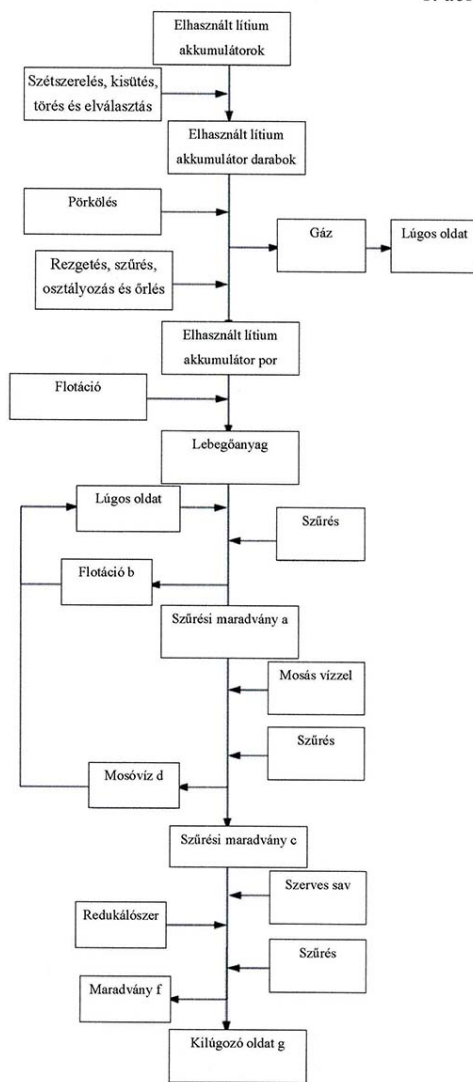 Elhasznált lítium
akkumulátorok
Szétszerelés, kisütés,
törés és elválasztás
Elhasznált lítium
akkumulátor darabok
Pörkölés
Gáz
Lúgos oldat
Rezgetés, szűrés,
osztályozás és őrlés
Elhasznált lítium
akkumulátor por
Flotáció
Lebegőanyag
Lúgos oldat
Szűrés
Flotáció b
Szűrési maradvány a
Mosás vízzel
Szűrés
Mosóvíz d
Szűrési maradvány c
Szerves sav
Redukálószer
Szűrés
Maradvány f
Kilúgozó oldat g